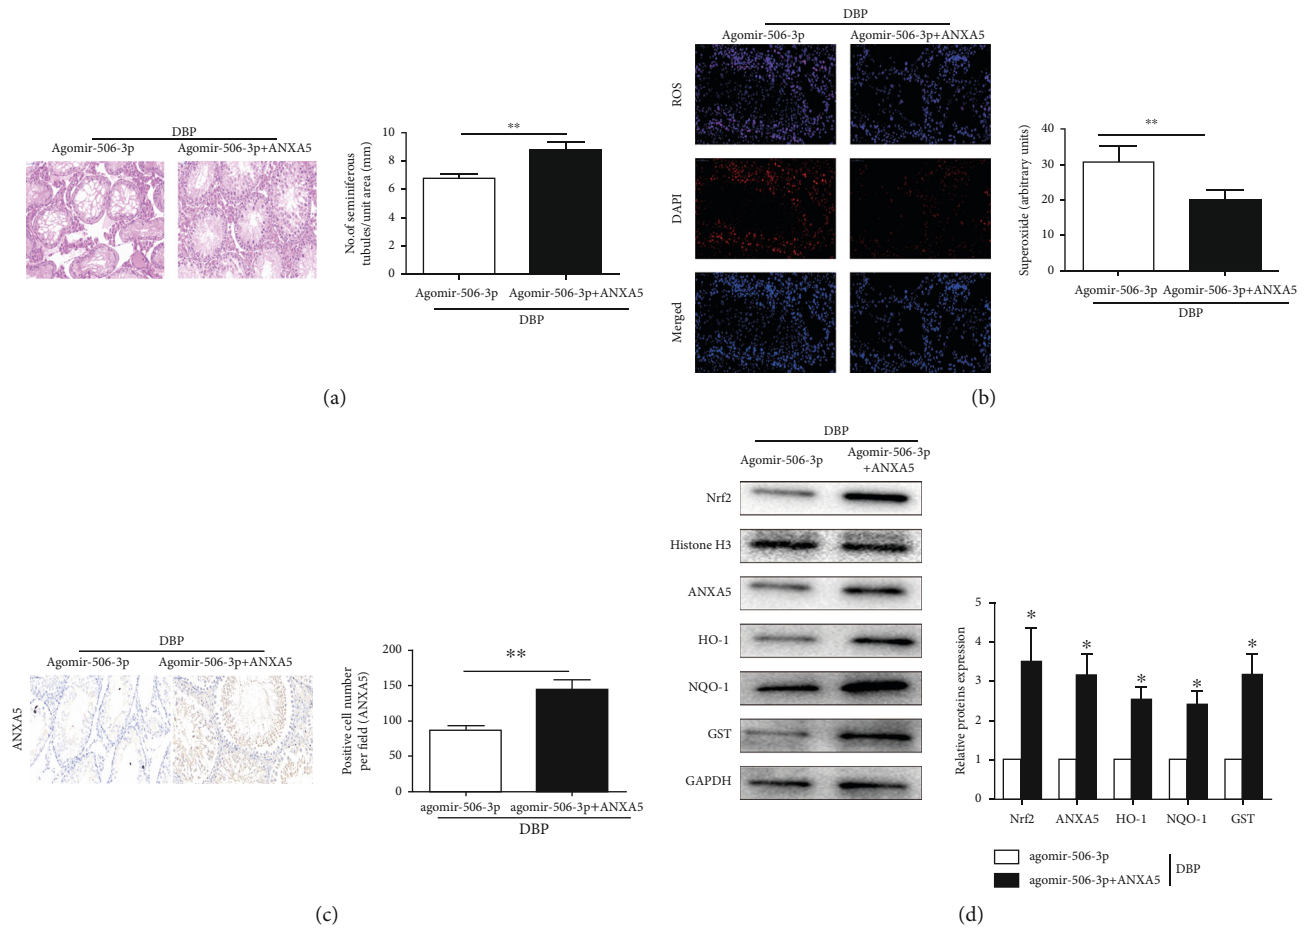 DBP
Agomir-506-3p Agomir-506-3p+ANXA5
No.of seminiferous
tubules/unit area (mm)
10
8
6
4
2
0
**
Agomir-506-3p Agomir-506-3p+ANXA5
DBP
(a)
DBP
Agomir-506-3p Agomir-506-3p+ANXA5
ROS
DAPI
Merged
Superoxiide (arbitrary units)
40
30
20
10
0
**
Agomir-506-3p Agomir-506-3p+ANXA5
DBP
(b)
DBP
Agomir-506-3p Agomir-506-3p+ANXA5
ANXA5
Positive cell number
per field (ANXA5)
200
150
100
50
0
**
agomir-506-3p agomir-506-3p+ANXA5
DBP
(c)
DBP
Agomir-506-3p Agomir-506-3p
+ANXA5
Nrf2
Histone H3
ANXA5
HO-1
NQO-1
GST
GAPDH
Relative proteins expression
5
4
3
2
1
0
* * * * *
Nrf2 ANXA5 HO-1 NQO-1 GST
agomir-506-3p
agomir-506-3p+ANXA5
DBP
(d)